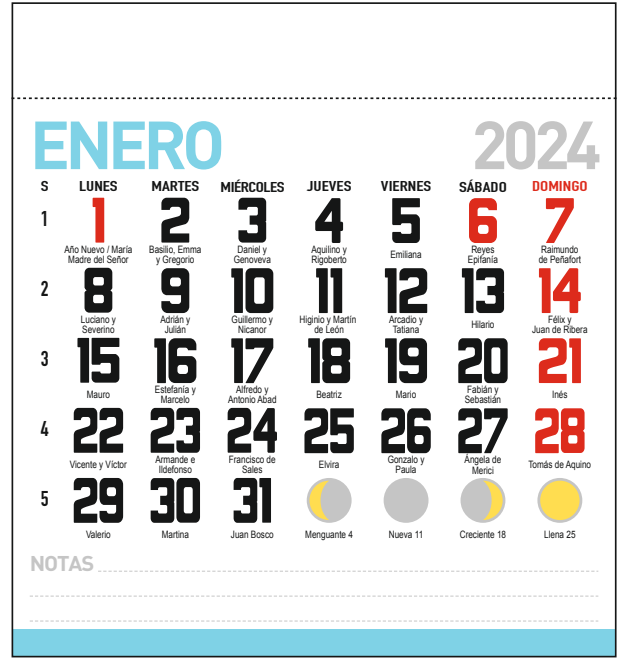 ENERO 2024
S LUNES MARTES MIÉRCOLES JUEVES VIERNES SÁBADO DOMINGO
1 1 2 3 4 5 6 7
Año Nuevo / María Basilio, Emma Daniel y Aquilino y Emiliana Reyes Raimundo
Madre del Señor y Gregorio Genoveva Rigoberto Epifanía de Peñafort
2 8 9 10 11 12 13 14
Luciano y Adrián y Guillermo y Higinio y Martín Arcadio y Hilario Félix y
Severino Julián Nicanor de León Tatiana Juan de Ribera
3 15 16 17 18 19 20 21
Mauro Estefanía y Alfredo y Beatriz Mario Fabián y Inés
Marcelo Antonio Abad Sebastián
4 22 23 24 25 26 27 28
Vicente y Víctor Armande e Francisco de Elvira Gonzalo y Ángela de Tomás de Aquino
Ildefonso Sales Paula Merici
5 29 30 31
Valerio Martina Juan Bosco Menguante 4 Nueva 11 Creciente 18 Llena 25
NOTAS